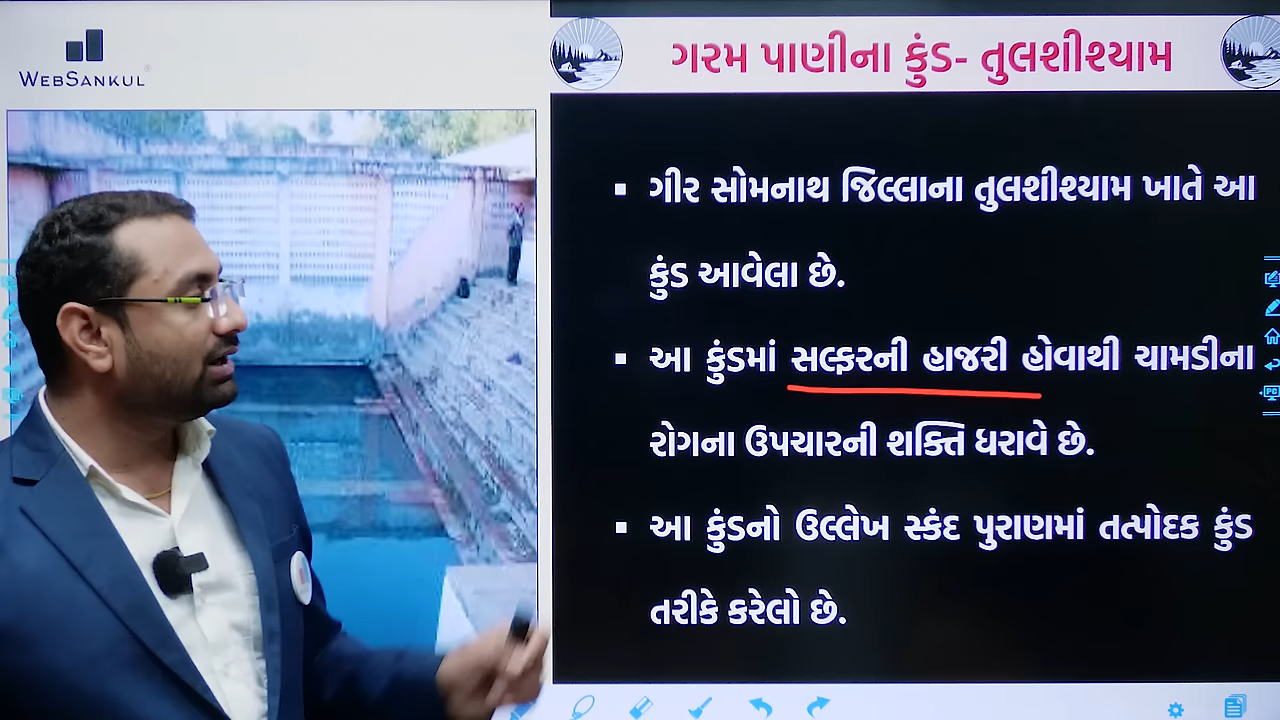 WEBSANKUL
ગરમ પાણીના કુંડ- તુલશીશ્યામ
▪ ગીર સોમનાથ જિલ્લાના તુલશીશ્યામ ખાતે આ
કુંડ આવેલા છે.
▪ આ કુંડમાં સલ્ફરની હાજરી હોવાથી ચામડીના
રોગના ઉપચારની શક્તિ ધરાવે છે.
▪ આ કુંડનો ઉલ્લેખ સ્કંદ પુરાણમાં તત્પોદક કુંડ
તરીકે કરેલો છે.